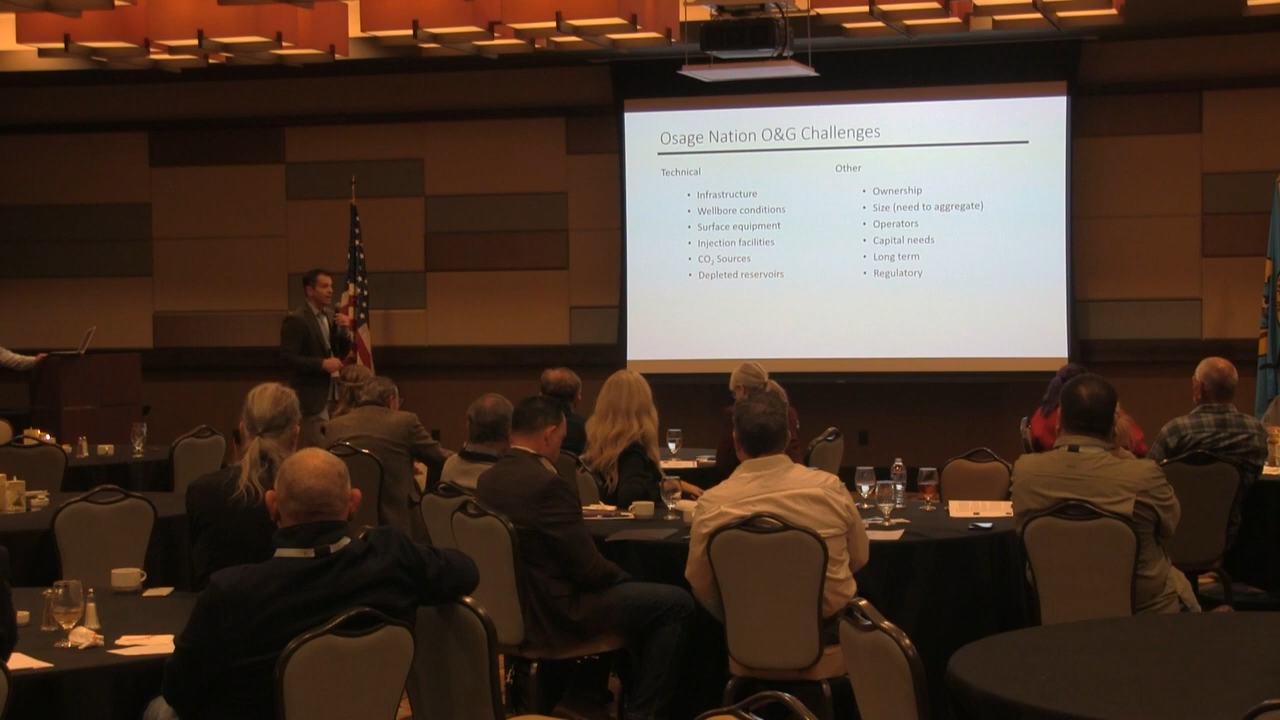 Osage Nation O&G Challenges
Technical
• Infrastructure
• Wellbore conditions
• Surface equipment
• Injection facilities
• CO₂ Sources
• Depleted reservoirs
Other
• Ownership
• Size (need to aggregate)
• Operators
• Capital needs
• Long term
• Regulatory